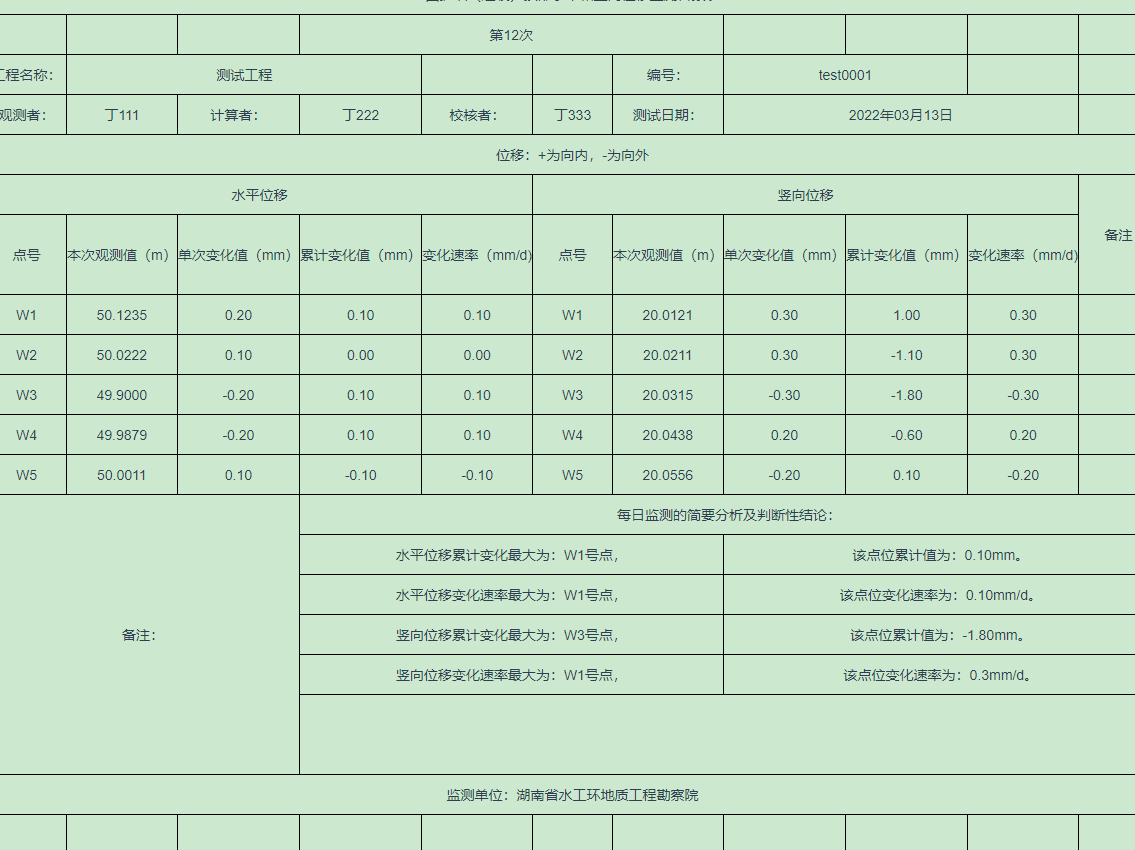 第12次
工程名称： 测试工程 编号： test0001
观测者： 丁111 计算者： 丁222 校核者： 丁333 测试日期： 2022年03月13日
位移：+为向内，-为向外
水平位移 竖向位移 备注
点号 本次观测值（m） 单次变化值（mm） 累计变化值（mm） 变化速率（mm/d) 点号 本次观测值（m） 单次变化值（mm） 累计变化值（mm） 变化速率（mm/d)
W1 50.1235 0.20 0.10 0.10 W1 20.0121 0.30 1.00 0.30
W2 50.0222 0.10 0.00 0.00 W2 20.0211 0.30 -1.10 0.30
W3 49.9000 -0.20 0.10 0.10 W3 20.0315 -0.30 -1.80 -0.30
W4 49.9879 -0.20 0.10 0.10 W4 20.0438 0.20 -0.60 0.20
W5 50.0011 0.10 -0.10 -0.10 W5 20.0556 -0.20 0.10 -0.20
每日监测的简要分析及判断性结论：
水平位移累计变化最大为：W1号点， 该点位累计值为：0.10mm。
水平位移变化速率最大为：W1号点， 该点位变化速率为：0.10mm/d。
备注： 竖向位移累计变化最大为：W3号点， 该点位累计值为：-1.80mm。
竖向位移变化速率最大为：W1号点， 该点位变化速率为：0.3mm/d。
监测单位：湖南省水工环地质工程勘察院